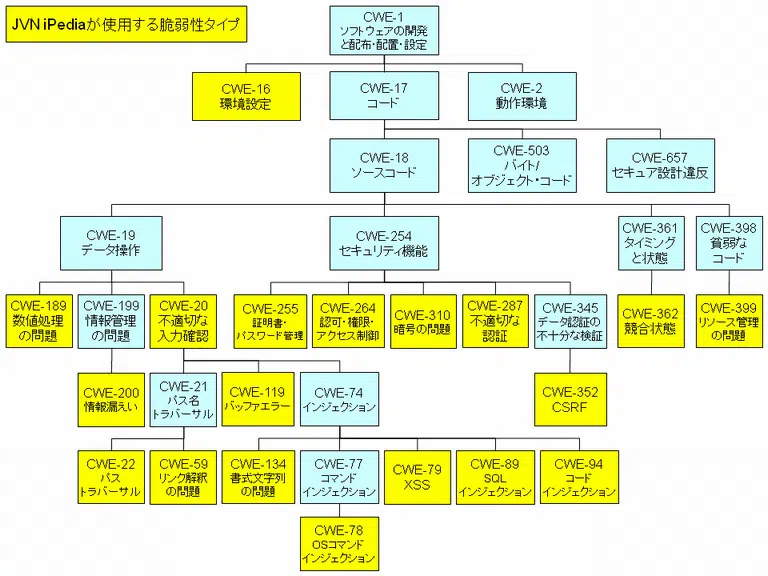 JVN iPediaが使用する脆弱性タイプ
CWE-1
ソフトウェアの開発
と配布・配置・設定
CWE-16
環境設定
CWE-17
コード
CWE-2
動作環境
CWE-18
ソースコード
CWE-503
バイト/
オブジェクト・コード
CWE-657
セキュア設計違反
CWE-19
データ操作
CWE-254
セキュリティ機能
CWE-361
タイミング
と状態
CWE-398
貧弱な
コード
CWE-189
数値処理
の問題
CWE-199
情報管理
の問題
CWE-20
不適切な
入力確認
CWE-255
証明書・
パスワード管理
CWE-264
認可・権限・
アクセス制御
CWE-310
暗号の問題
CWE-287
不適切な
認証
CWE-345
データ認証の
不十分な検証
CWE-362
競合状態
CWE-399
リソース管理
の問題
CWE-200
情報漏えい
CWE-21
パス名
トラバーサル
CWE-119
バッファエラー
CWE-74
インジェクション
CWE-352
CSRF
CWE-22
パス
トラバーサル
CWE-59
リンク解釈
の問題
CWE-134
書式文字列
の問題
CWE-77
コマンド
インジェクション
CWE-79
XSS
CWE-89
SQL
インジェクション
CWE-94
コード
インジェクション
CWE-78
OSコマンド
インジェクション